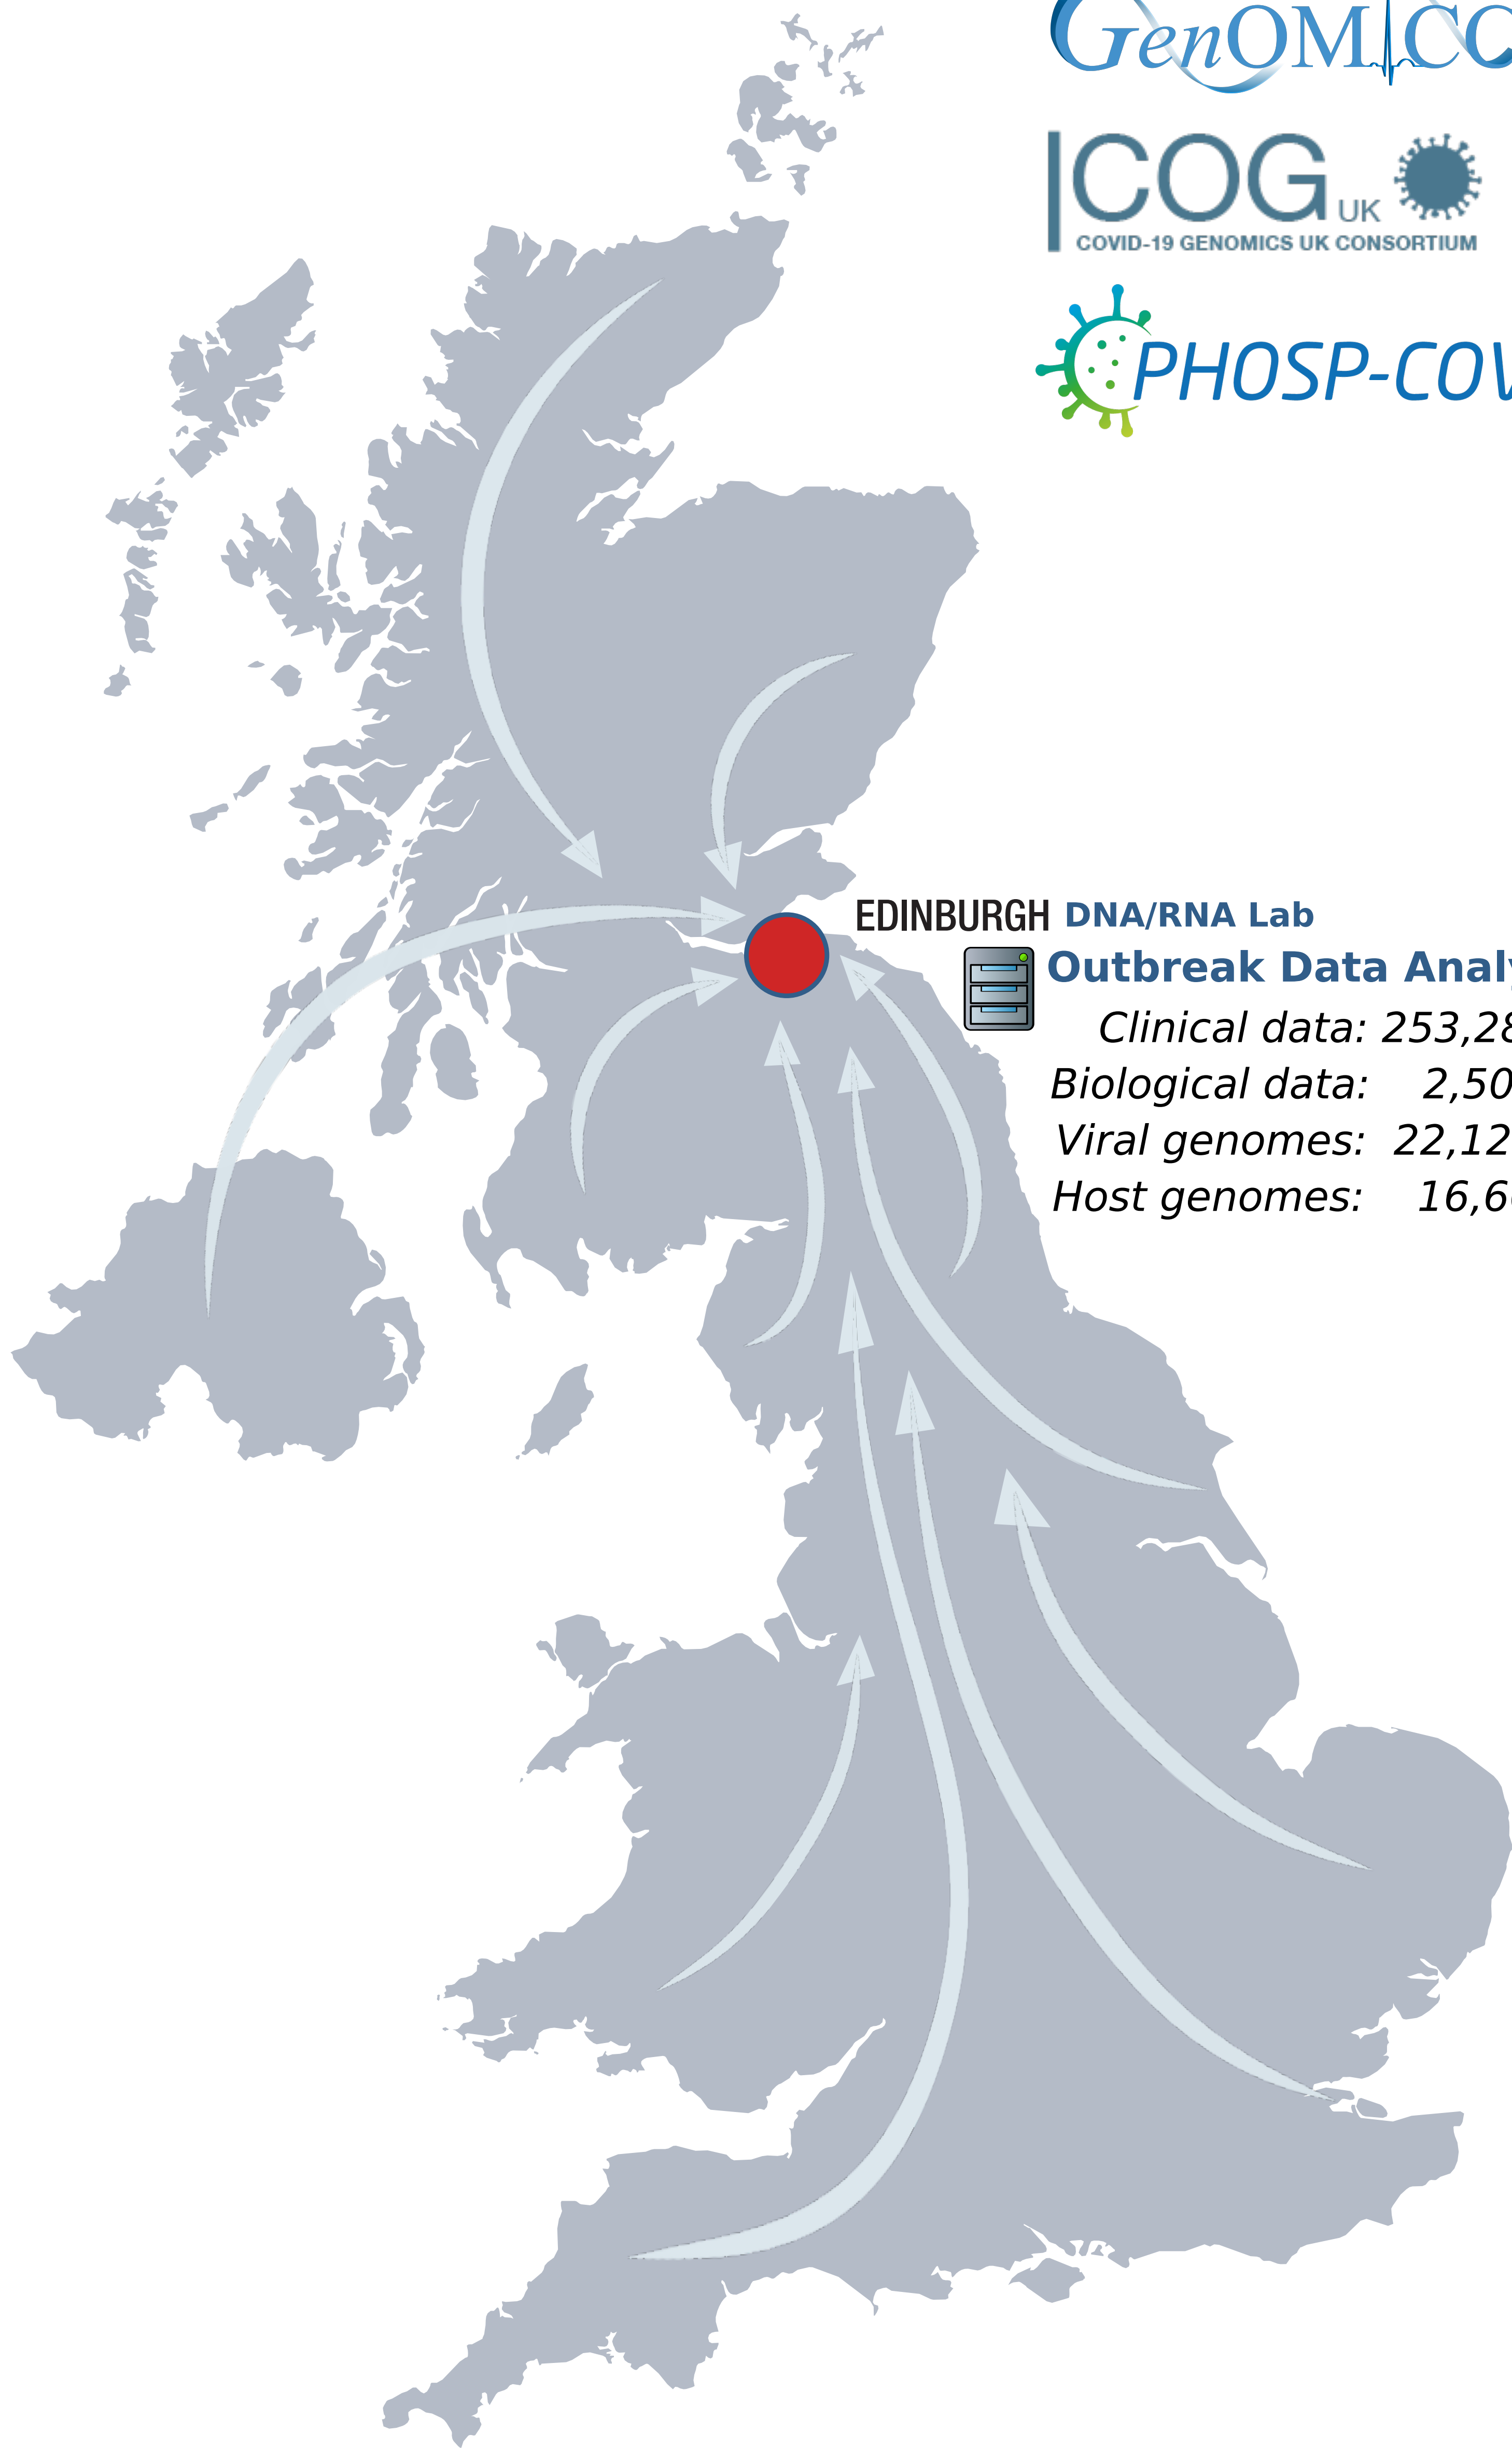 GenOMICC
COG UK
COVID-19 GENOMICS UK CONSORTIUM
PHOSP-COV
EDINBURGH DNA/RNA Lab
Outbreak Data Analy
Clinical data: 253,28
Biological data: 2,50
Viral genomes: 22,12
Host genomes: 16,6